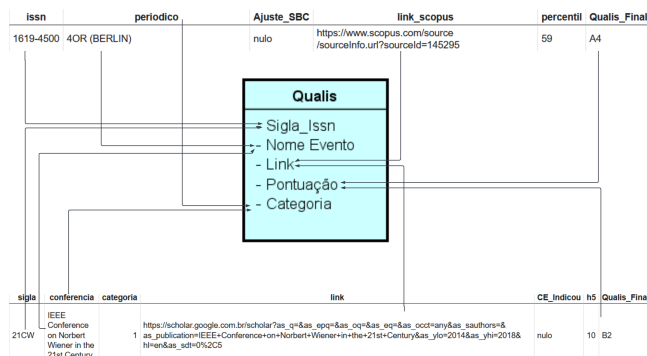 issn periodico Ajuste_SBC link_scopus percentil Qualis_Final
1619-4500 4OR (BERLIN) nulo https://www.scopus.com/source
/sourceInfo.url?sourceId=145295 59 A4
Qualis
- Sigla_Issn
- Nome Evento
- Link
- Pontuação
- Categoria
sigla conferencia categoria link CE_Indicou h5 Qualis_Fina
IEEE
Conference
on Norbert
Wiener in the
21st Century
21CW 1 https://scholar.google.com.br/scholar?as_q=&as_epq=&as_oq=&as_eq=&as_occt=any&as_sauthors=&
as_publication=IEEE+Conference+on+Norbert+Wiener+in+the+21st+Century&as_ylo=2014&as_yhi=2018&
hl=en&as_sdt=0%2C5 nulo 10 B2